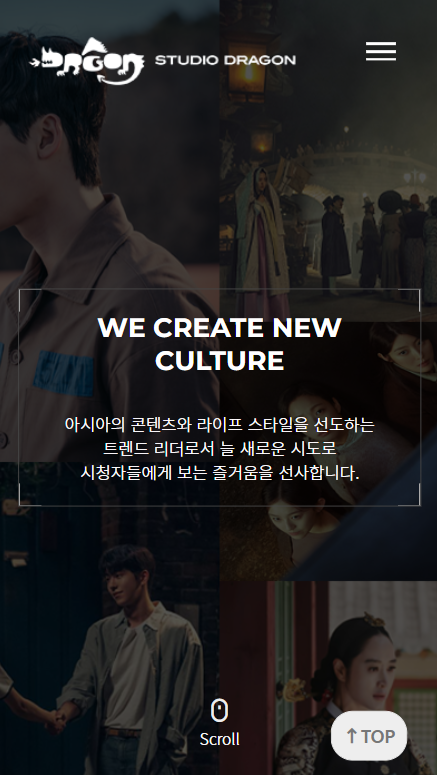 DRAGON STUDIO DRAGON
WE CREATE NEW
CULTURE
아시아의 콘텐츠와 라이프 스타일을 선도하는
트렌드 리더로서 늘 새로운 시도로
시청자들에게 보는 즐거움을 선사합니다.
Scroll
↑TOP